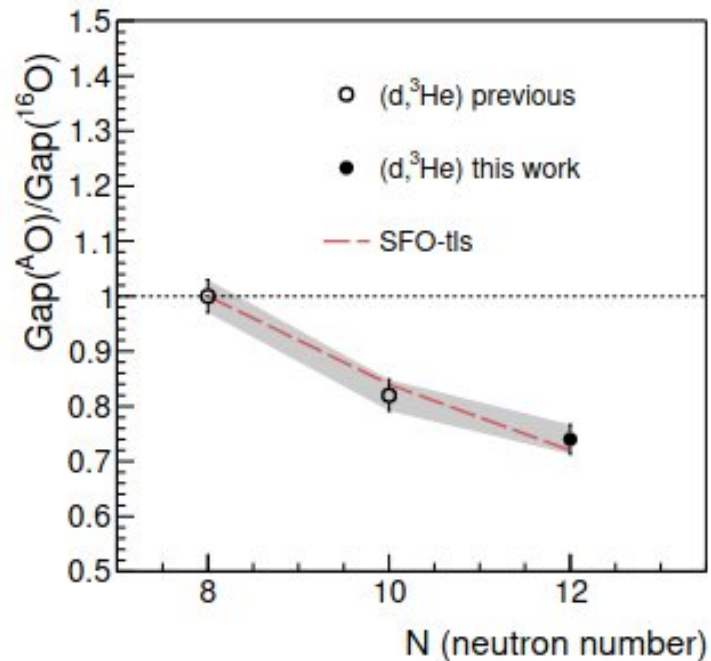 Gap(ᴬO)/Gap(¹⁶O)
1.5
1.4
1.3
1.2
1.1
1
0.9
0.8
0.7
0.6
0.5
(d,³He) previous
(d,³He) this work
SFO-tls
8
10
12
N (neutron number)